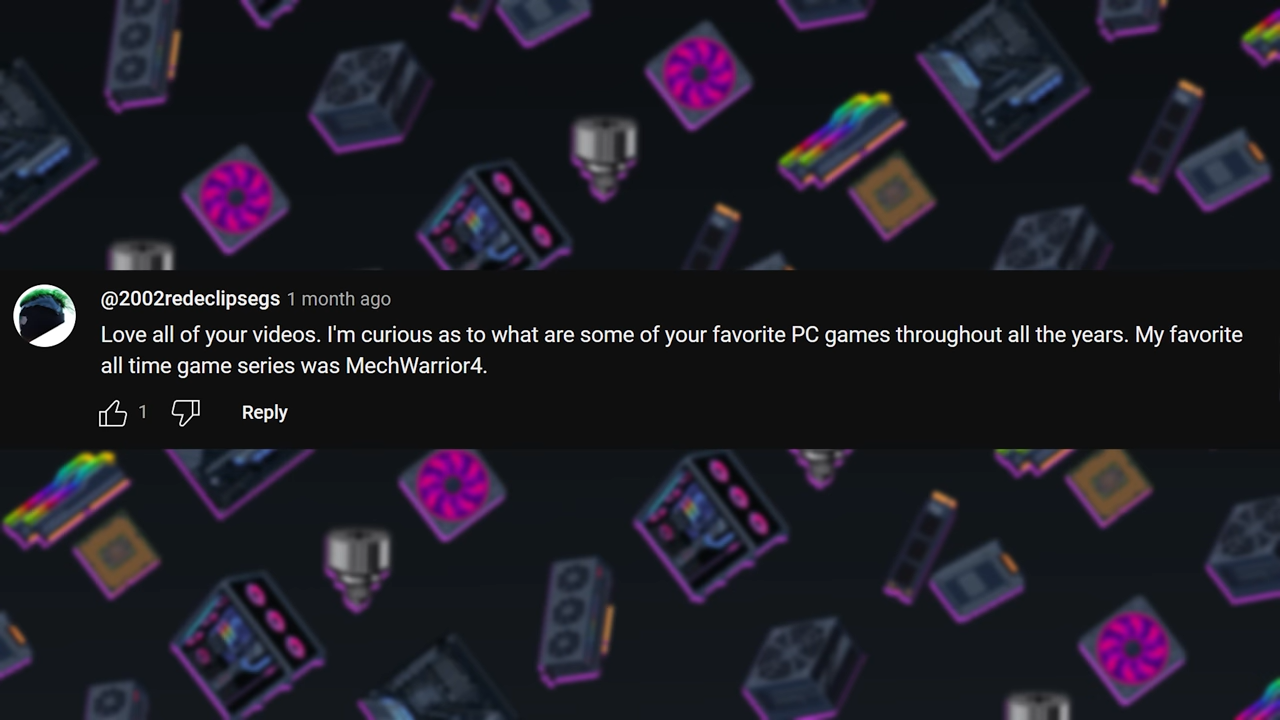 @2002redeclipsegs 1 month ago
Love all of your videos. I'm curious as to what are some of your favorite PC games throughout all the years. My favorite
all time game series was MechWarrior4.
1 Reply